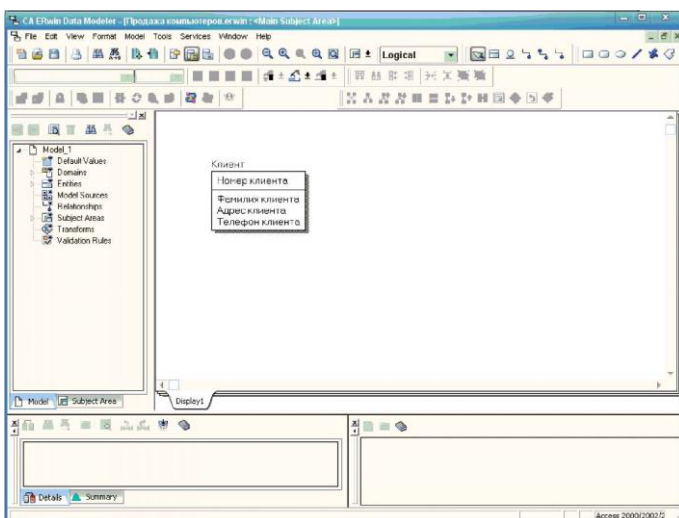 CA ERwin Data Modeler - [Продажа компьютеров.erwin : <Main Subject Area>]
File Edit View Format Model Tools Services Window Help
Logical
Model_1
Default Values
Domains
Entities
Model Sources
Relationships
Subject Areas
Transforms
Validation Rules
Клиент
Номер клиента
Фамилия клиента
Адрес клиента
Телефон клиента
Model Subject Area
Display1
Details Summary
Access 2000/2002/2